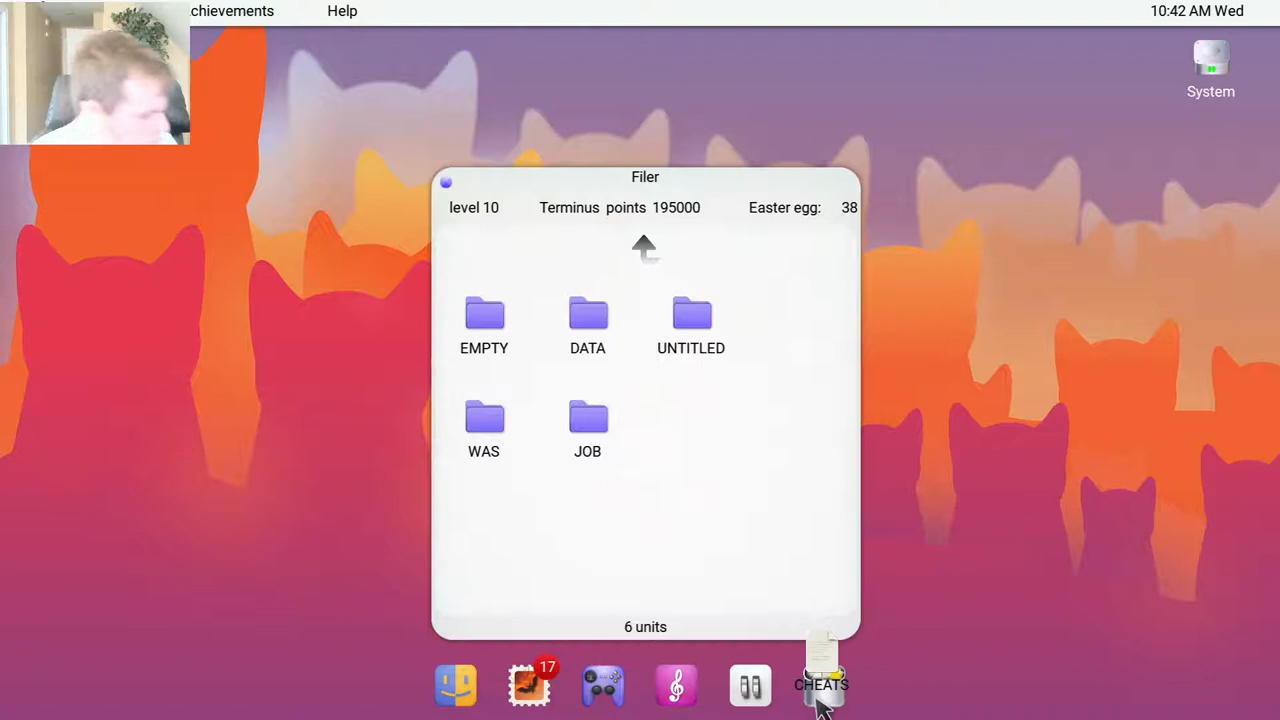 chievements Help 10:42 AM Wed
System
Filer
level 10 Terminus points 195000 Easter egg: 38
EMPTY DATA UNTITLED
WAS JOB
6 units
17
CHEATS